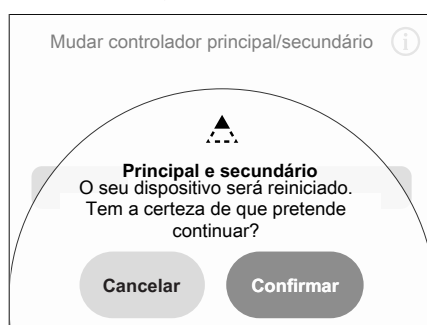 Mudar controlador principal/secundário
Principal e secundário
O seu dispositivo será reiniciado.
Tem a certeza de que pretende
continuar?
Cancelar
Confirmar